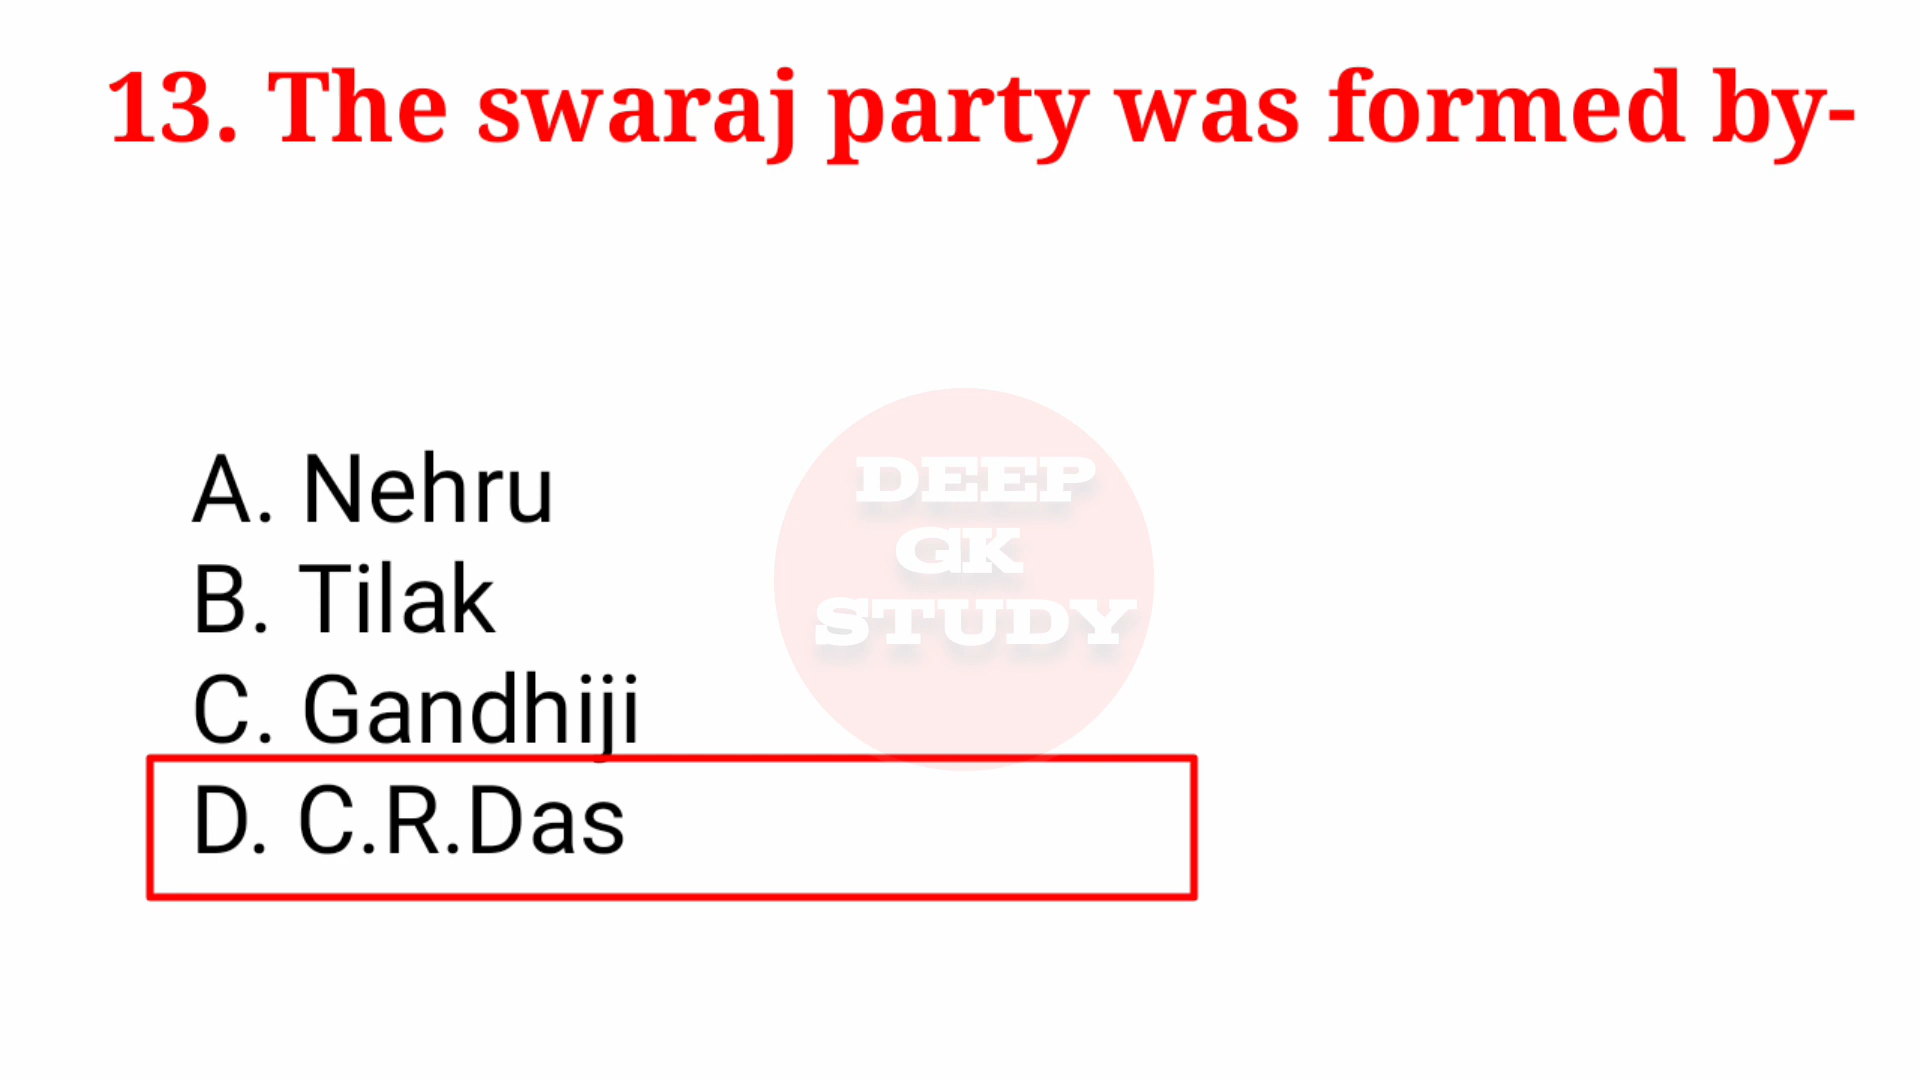 13. The swaraj party was formed by-
A. Nehru
B. Tilak
C. Gandhiji
D. C.R.Das
DEEP
GK
STUDY